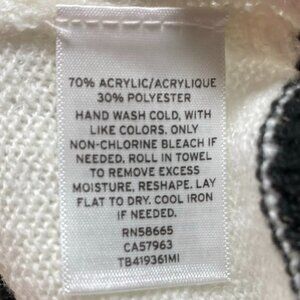 70% ACRYLIC/ACRYLIQUE
30% POLYESTER
HAND WASH COLD, WITH
LIKE COLORS. ONLY
NON-CHLORINE BLEACH IF
NEEDED. ROLL IN TOWEL
TO REMOVE EXCESS
MOISTURE, RESHAPE. LAY
FLAT TO DRY. COOL IRON
IF NEEDED.
RN58665
CA57963
TB419361MI